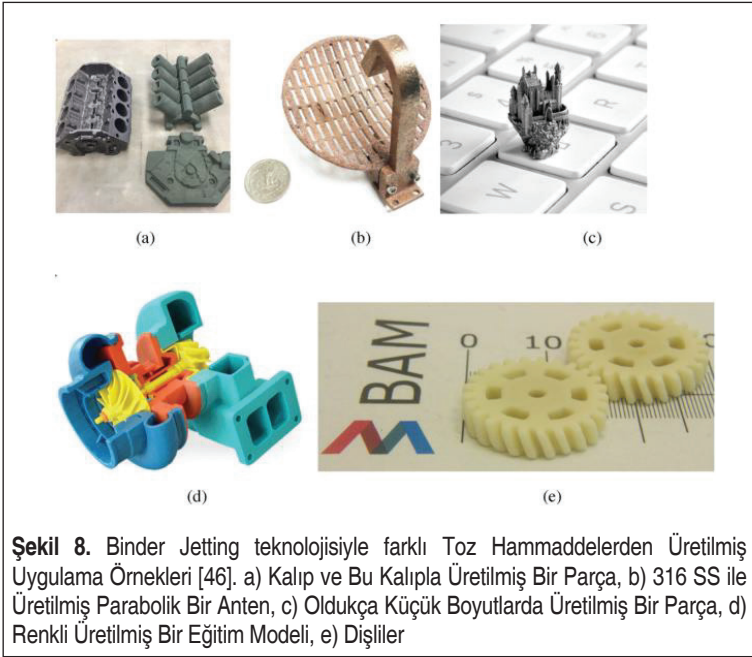 (a)
(b)
(c)
W
S
R
3
(d)
BAM
0 10
(e)
Şekil 8. Binder Jetting teknolojisiyle farklı Toz Hammaddelerden Üretilmiş
Uygulama Örnekleri [46]. a) Kalıp ve Bu Kalıpla Üretilmiş Bir Parça, b) 316 SS ile
Üretilmiş Parabolik Bir Anten, c) Oldukça Küçük Boyutlarda Üretilmiş Bir Parça, d)
Renkli Üretilmiş Bir Eğitim Modeli, e) Dişliler